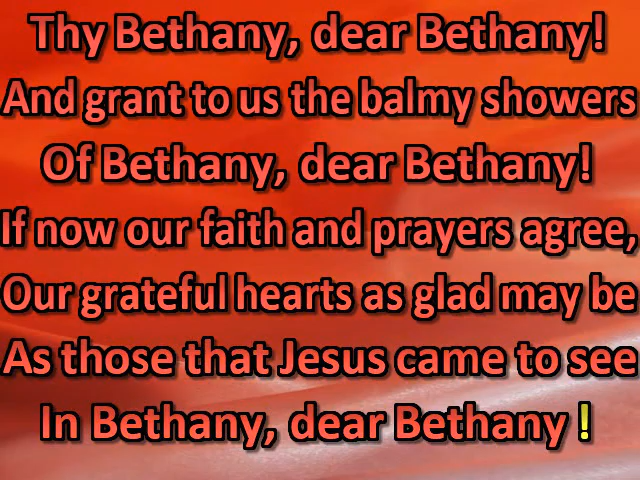 Thy Bethany, dear Bethany!
And grant to us the balmy showers
Of Bethany, dear Bethany!
If now our faith and prayers agree,
Our grateful hearts as glad may be
As those that Jesus came to see
In Bethany, dear Bethany !